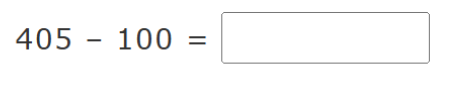 405 – 100 =